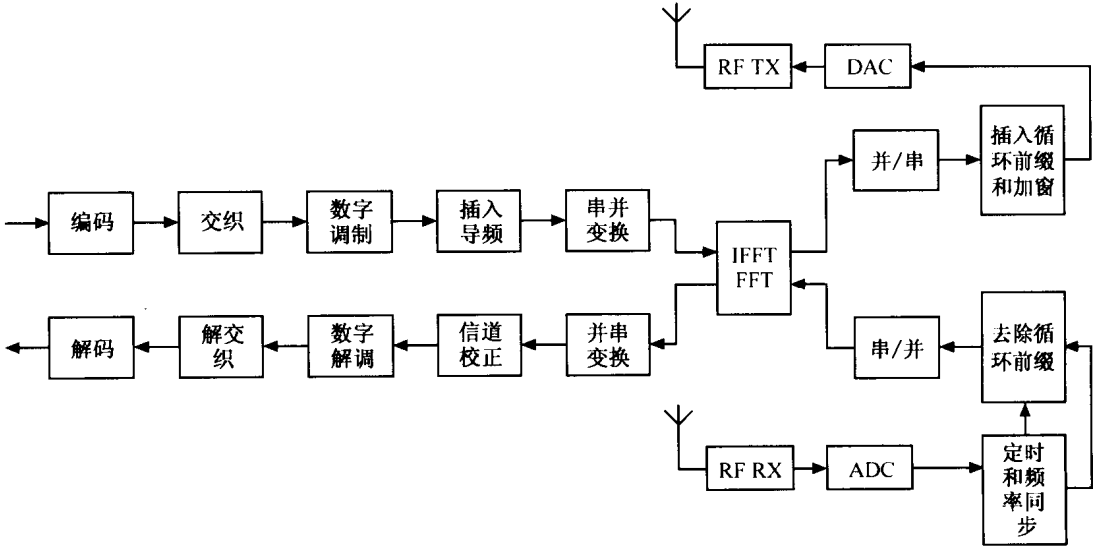 RF TX
DAC
并/串
插入循
环前缀
和加窗
编码
交织
数字
调制
插入
导频
串并
变换
IFFT
FFT
解码
解交
织
数字
解调
信道
校正
并串
变换
串/并
去除循
环前缀
RF RX
ADC
定时
和频
率同
步